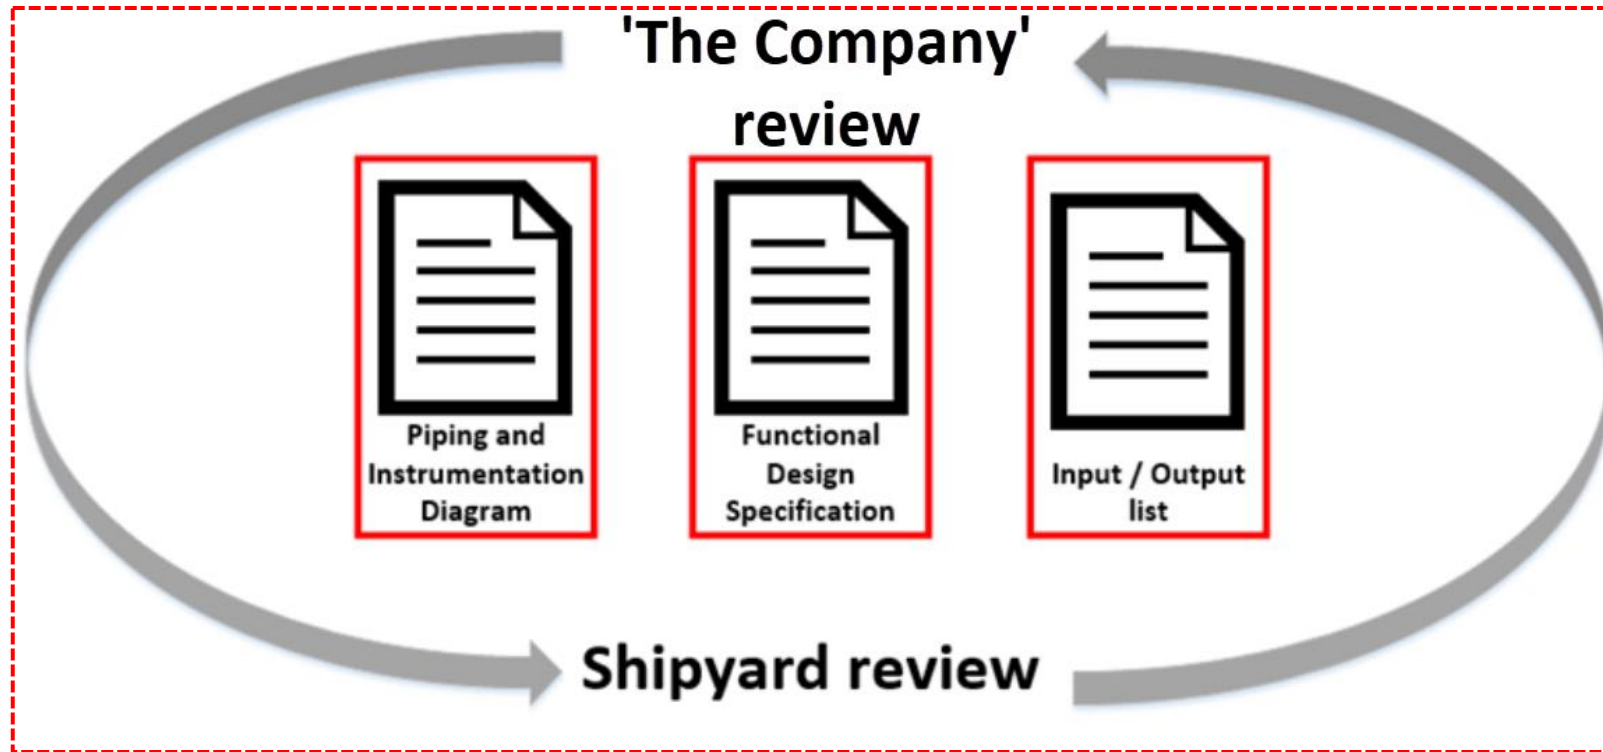 'The Company'
review
Piping and
Instrumentation
Diagram
Functional
Design
Specification
Input / Output
list
Shipyard review